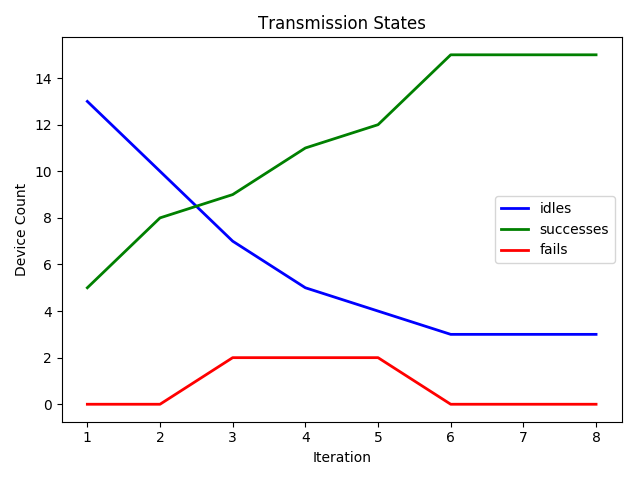 Transmission States
Device Count
14
12
10
8
6
4
2
0
idles
successes
fails
1 2 3 4 5 6 7 8
Iteration